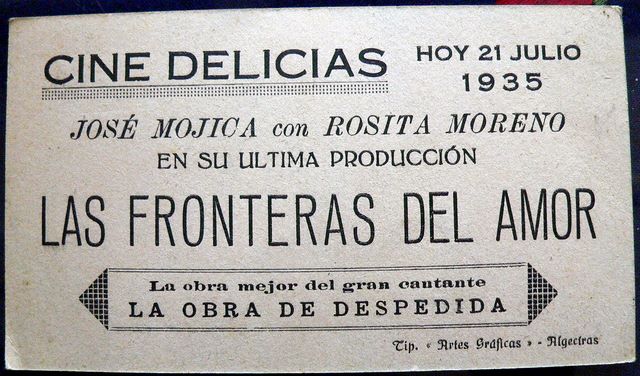 CINE DELICIAS
HOY 21 JULIO
1935
JOSÉ MOJICA con ROSITA MORENO
EN SU ULTIMA PRODUCCIÓN
LAS FRONTERAS DEL AMOR
La obra mejor del gran cantante
LA OBRA DE DESPEDIDA
Tip. « Artes Gráficas » - Algeciras